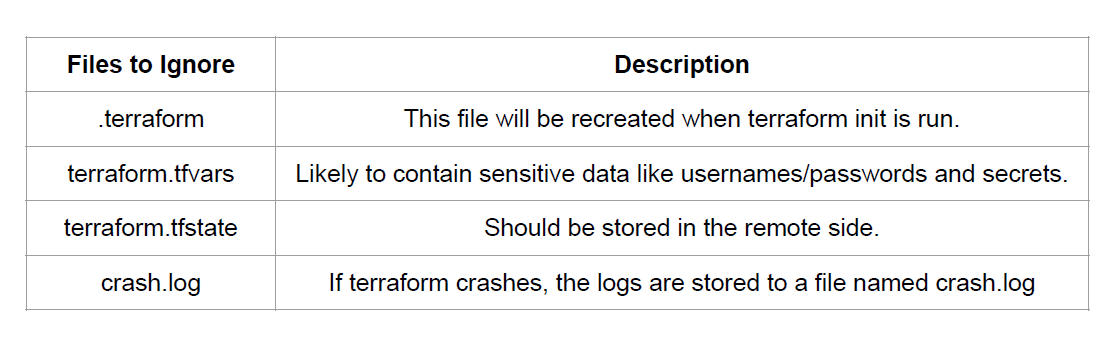 Files to Ignore Description
.terraform This file will be recreated when terraform init is run.
terraform.tfvars Likely to contain sensitive data like usernames/passwords and secrets.
terraform.tfstate Should be stored in the remote side.
crash.log If terraform crashes, the logs are stored to a file named crash.log